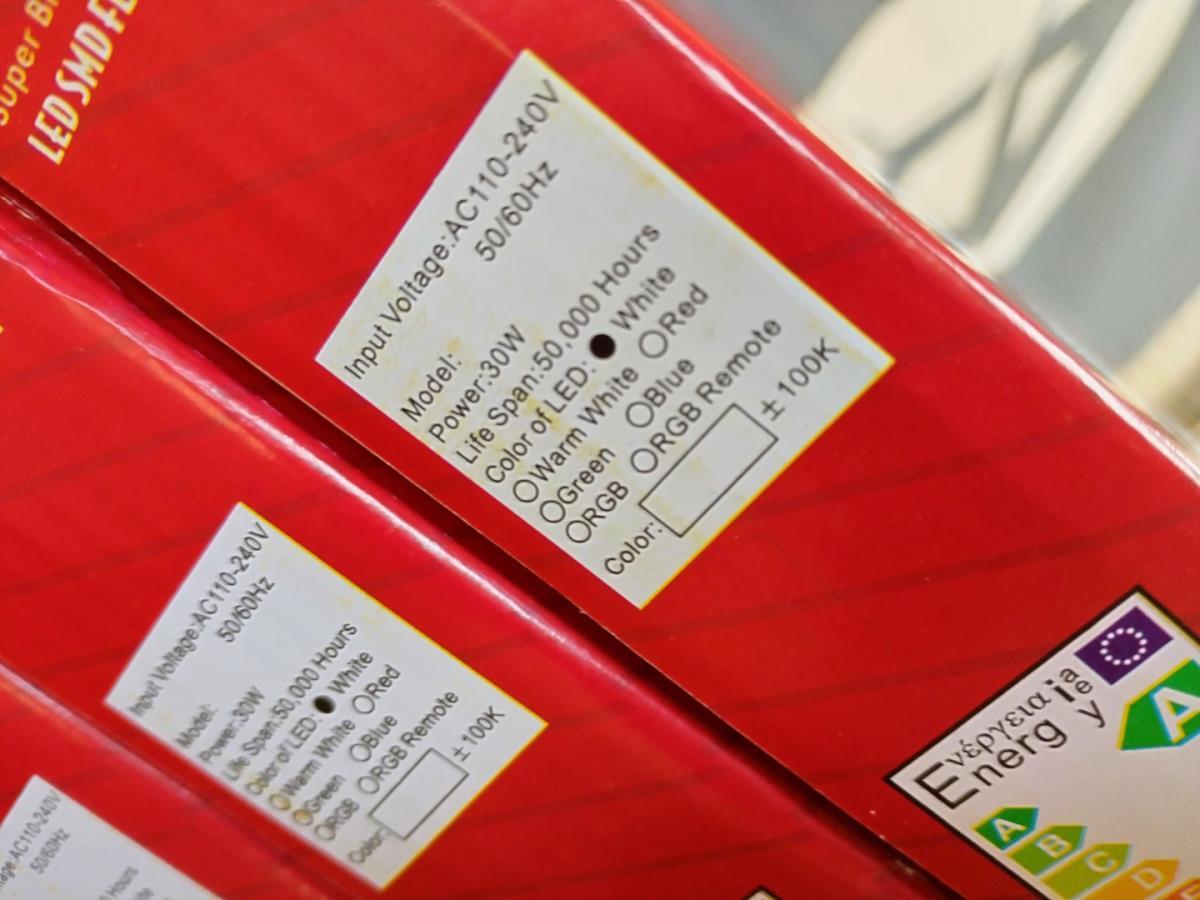 Super
LED SMD
Input Voltage:AC110-240V
50/60Hz
Model:
Power:30W
Life Span:50,000 Hours
Color of LED: ● White
○Warm White ○Red
○Green ○Blue
○RGB ○RGB Remote
Color: ±100K
Input Voltage:AC110-240V
50/60Hz
Model:
Power:30W
Life Span:50,000 Hours
Color of LED: ● White
○Warm White ○Red
○Green ○Blue
○RGB ○RGB Remote
Color: ±100K
AC110-240V
50/60Hz
Hours
White
Ενέργεια
Energ y ia ie
A
A
B
C
D